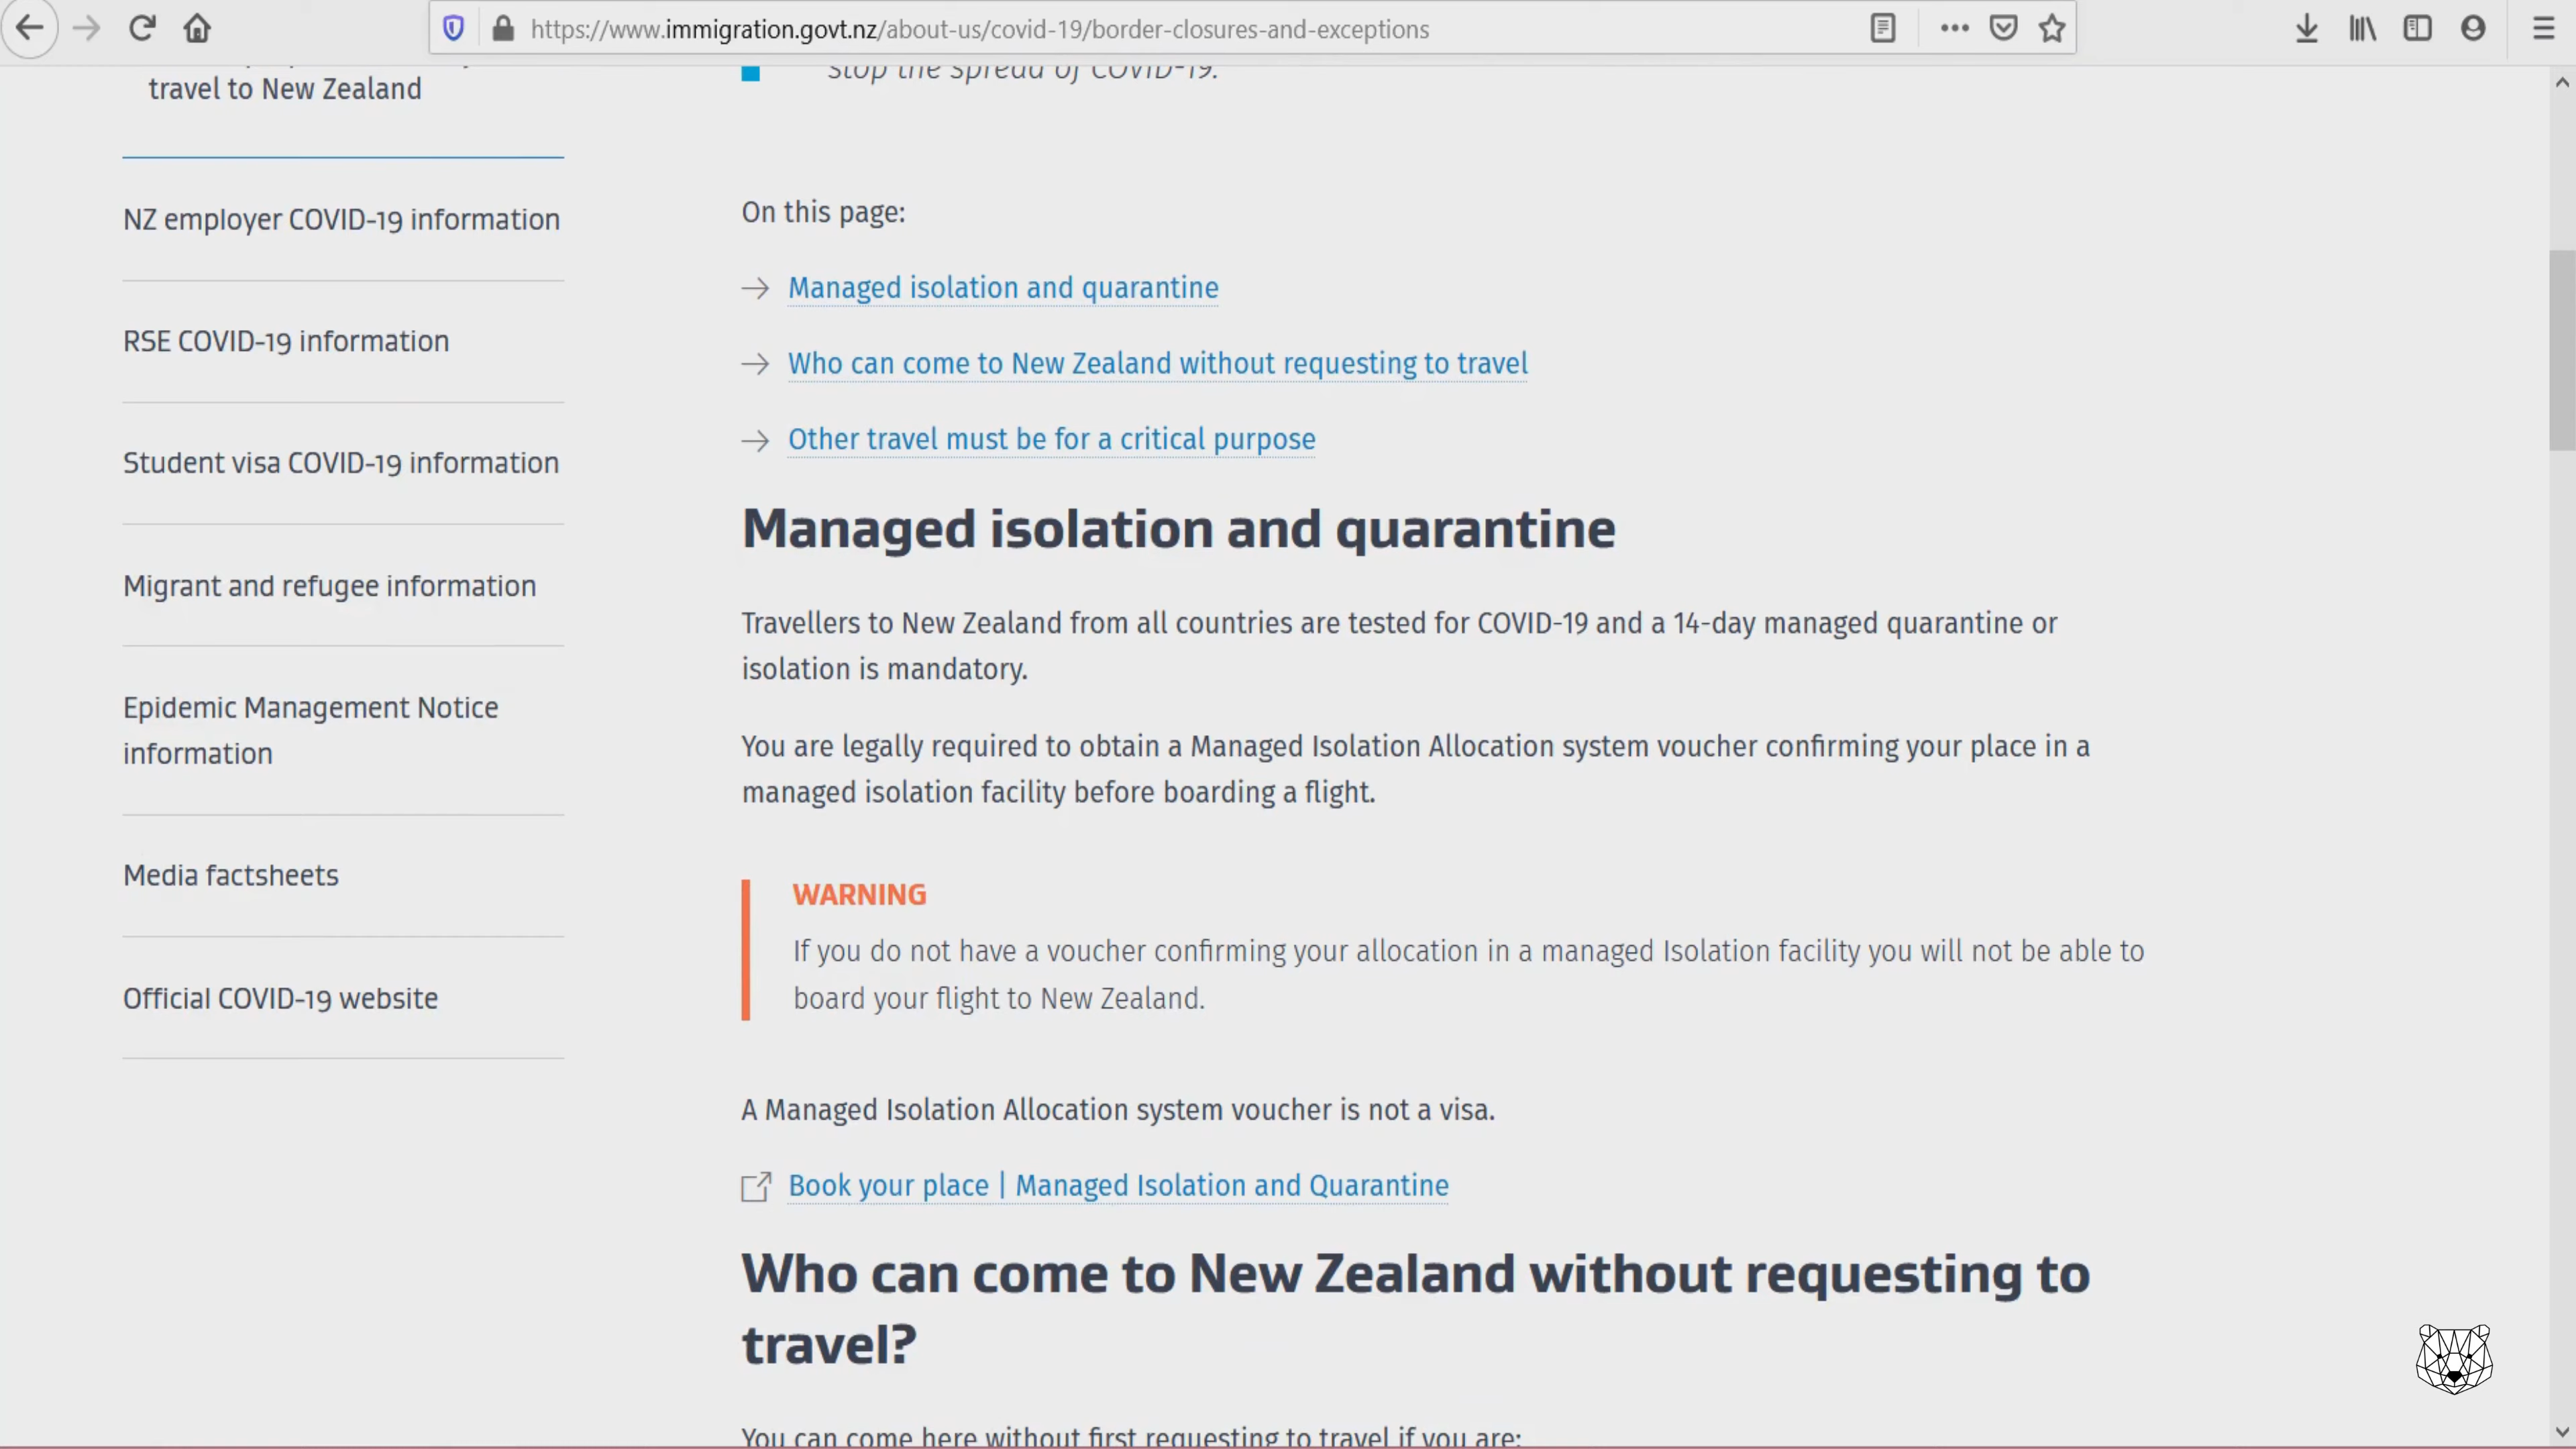 https://www.immigration.govt.nz/about-us/covid-19/border-closures-and-exceptions
travel to New Zealand
NZ employer COVID-19 information
RSE COVID-19 information
Student visa COVID-19 information
Migrant and refugee information
Epidemic Management Notice
information
Media factsheets
Official COVID-19 website
Stop the spread of COVID-19.
On this page:
Managed isolation and quarantine
Who can come to New Zealand without requesting to travel
Other travel must be for a critical purpose
Managed isolation and quarantine
Travellers to New Zealand from all countries are tested for COVID-19 and a 14-day managed quarantine or
isolation is mandatory.
You are legally required to obtain a Managed Isolation Allocation system voucher confirming your place in a
managed isolation facility before boarding a flight.
WARNING
If you do not have a voucher confirming your allocation in a managed Isolation facility you will not be able to
board your flight to New Zealand.
A Managed Isolation Allocation system voucher is not a visa.
Book your place | Managed Isolation and Quarantine
Who can come to New Zealand without requesting to
travel?
You can come here without first requesting to travel if you are: